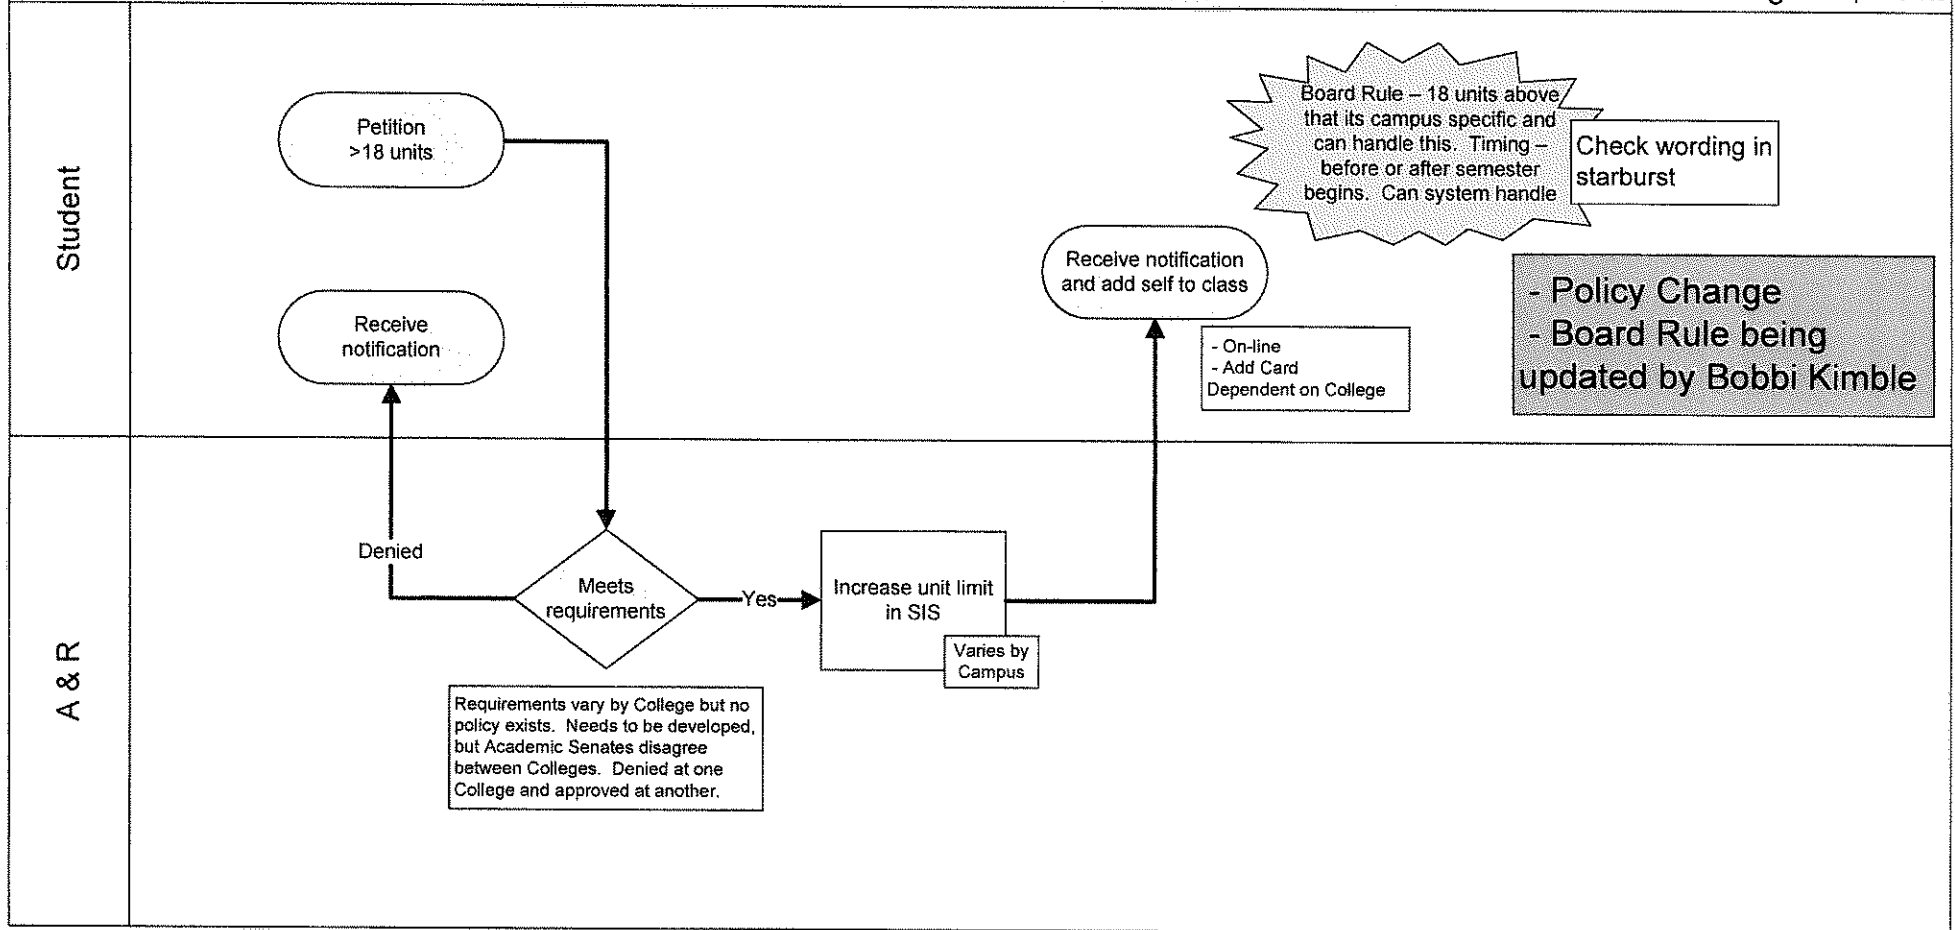 Student
Petition
>18 units
Receive
notification
Board Rule – 18 units above
that its campus specific and
can handle this.  Timing –
before or after semester
begins.  Can system handle
Check wording in
starburst
Receive notification
and add self to class
- On-line
- Add Card
Dependent on College
- Policy Change
- Board Rule being
updated by Bobbi Kimble
A & R
Denied
Meets
requirements
Yes
Increase unit limit
in SIS
Varies by
Campus
Requirements vary by College but no
policy exists.  Needs to be developed,
but Academic Senates disagree
between Colleges.  Denied at one
College and approved at another.